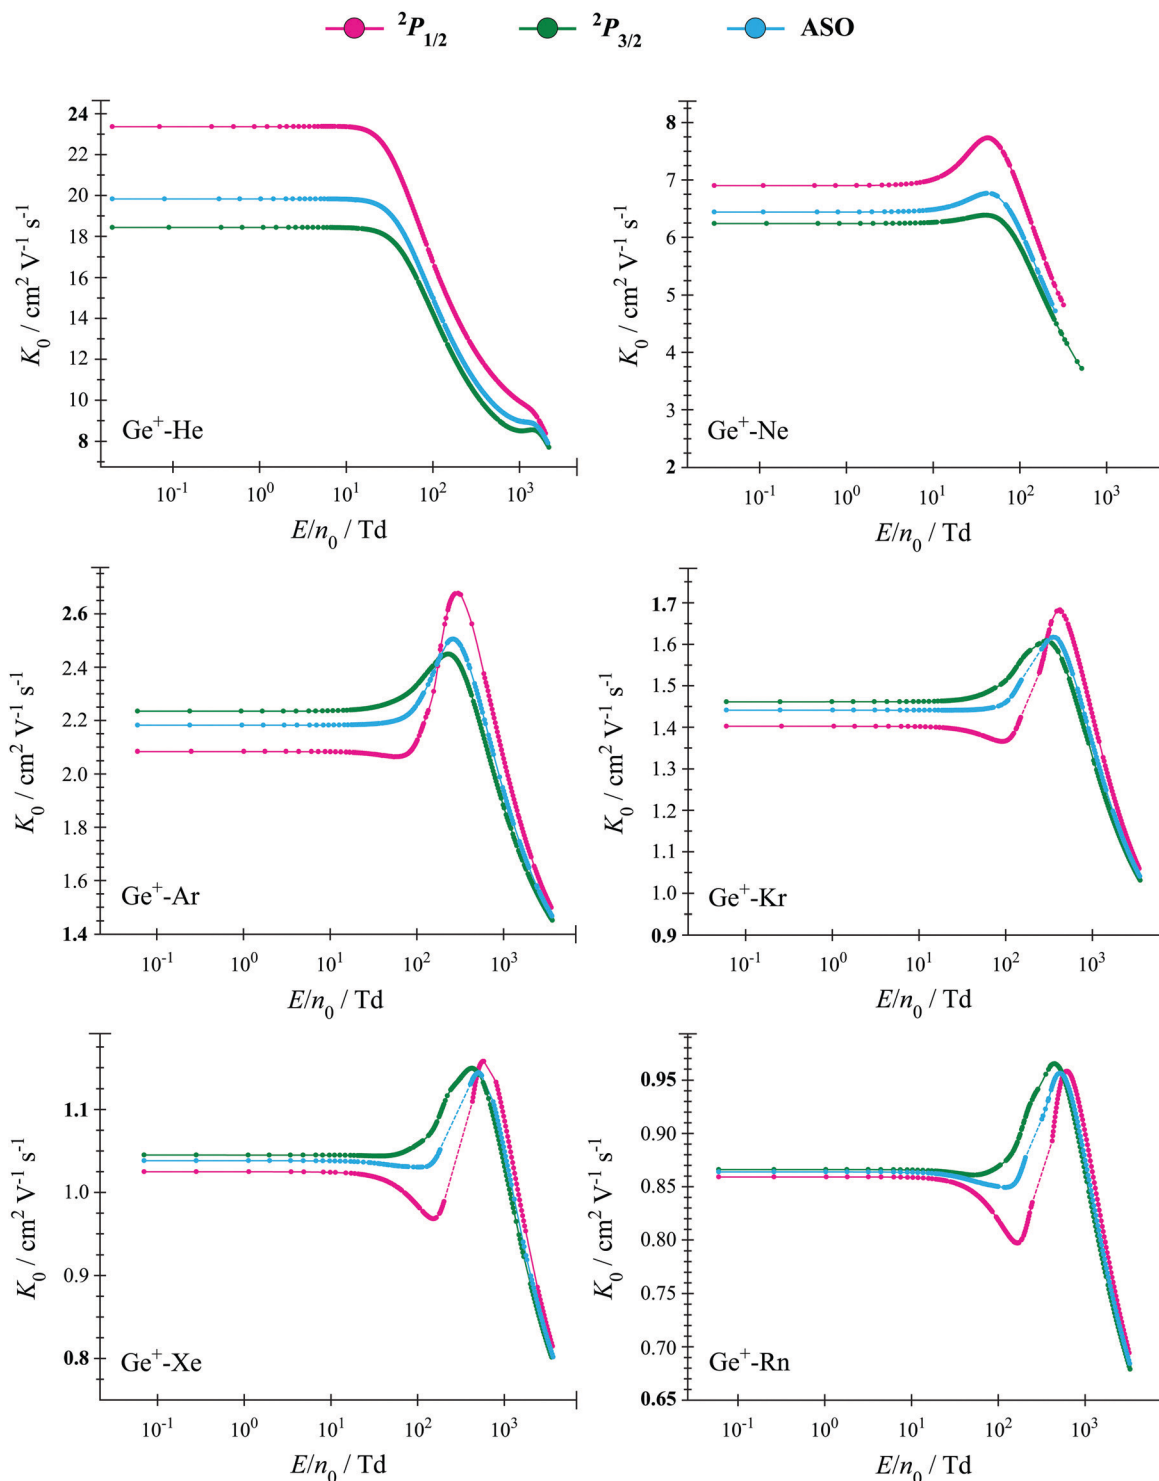 ²P₁/₂ ²P₃/₂ ASO
24
22
20
18
16
14
12
10
8
K₀ / cm² V⁻¹ s⁻¹
Ge⁺-He
10⁻¹ 10⁰ 10¹ 10² 10³
E/n₀ / Td
8
7
6
5
4
3
2
K₀ / cm² V⁻¹ s⁻¹
Ge⁺-Ne
10⁻¹ 10⁰ 10¹ 10² 10³
E/n₀ / Td
2.6
2.4
2.2
2.0
1.8
1.6
1.4
K₀ / cm² V⁻¹ s⁻¹
Ge⁺-Ar
10⁻¹ 10⁰ 10¹ 10² 10³
E/n₀ / Td
1.7
1.6
1.5
1.4
1.3
1.2
1.1
1.0
0.9
K₀ / cm² V⁻¹ s⁻¹
Ge⁺-Kr
10⁻¹ 10⁰ 10¹ 10² 10³
E/n₀ / Td
1.1
1.0
0.9
0.8
K₀ / cm² V⁻¹ s⁻¹
Ge⁺-Xe
10⁻¹ 10⁰ 10¹ 10² 10³
E/n₀ / Td
0.95
0.90
0.85
0.80
0.75
0.70
0.65
K₀ / cm² V⁻¹ s⁻¹
Ge⁺-Rn
10⁻¹ 10⁰ 10¹ 10² 10³
E/n₀ / Td